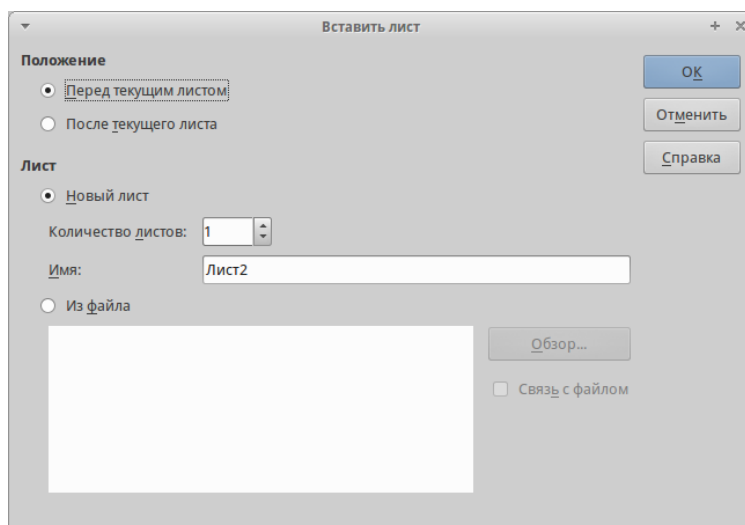 Вставить лист
Положение
Перед текущим листом
После текущего листа
Лист
Новый лист
Количество листов: 1
Имя: Лист2
Из файла
Обзор...
Связь с файлом
ОК
Отменить
Справка